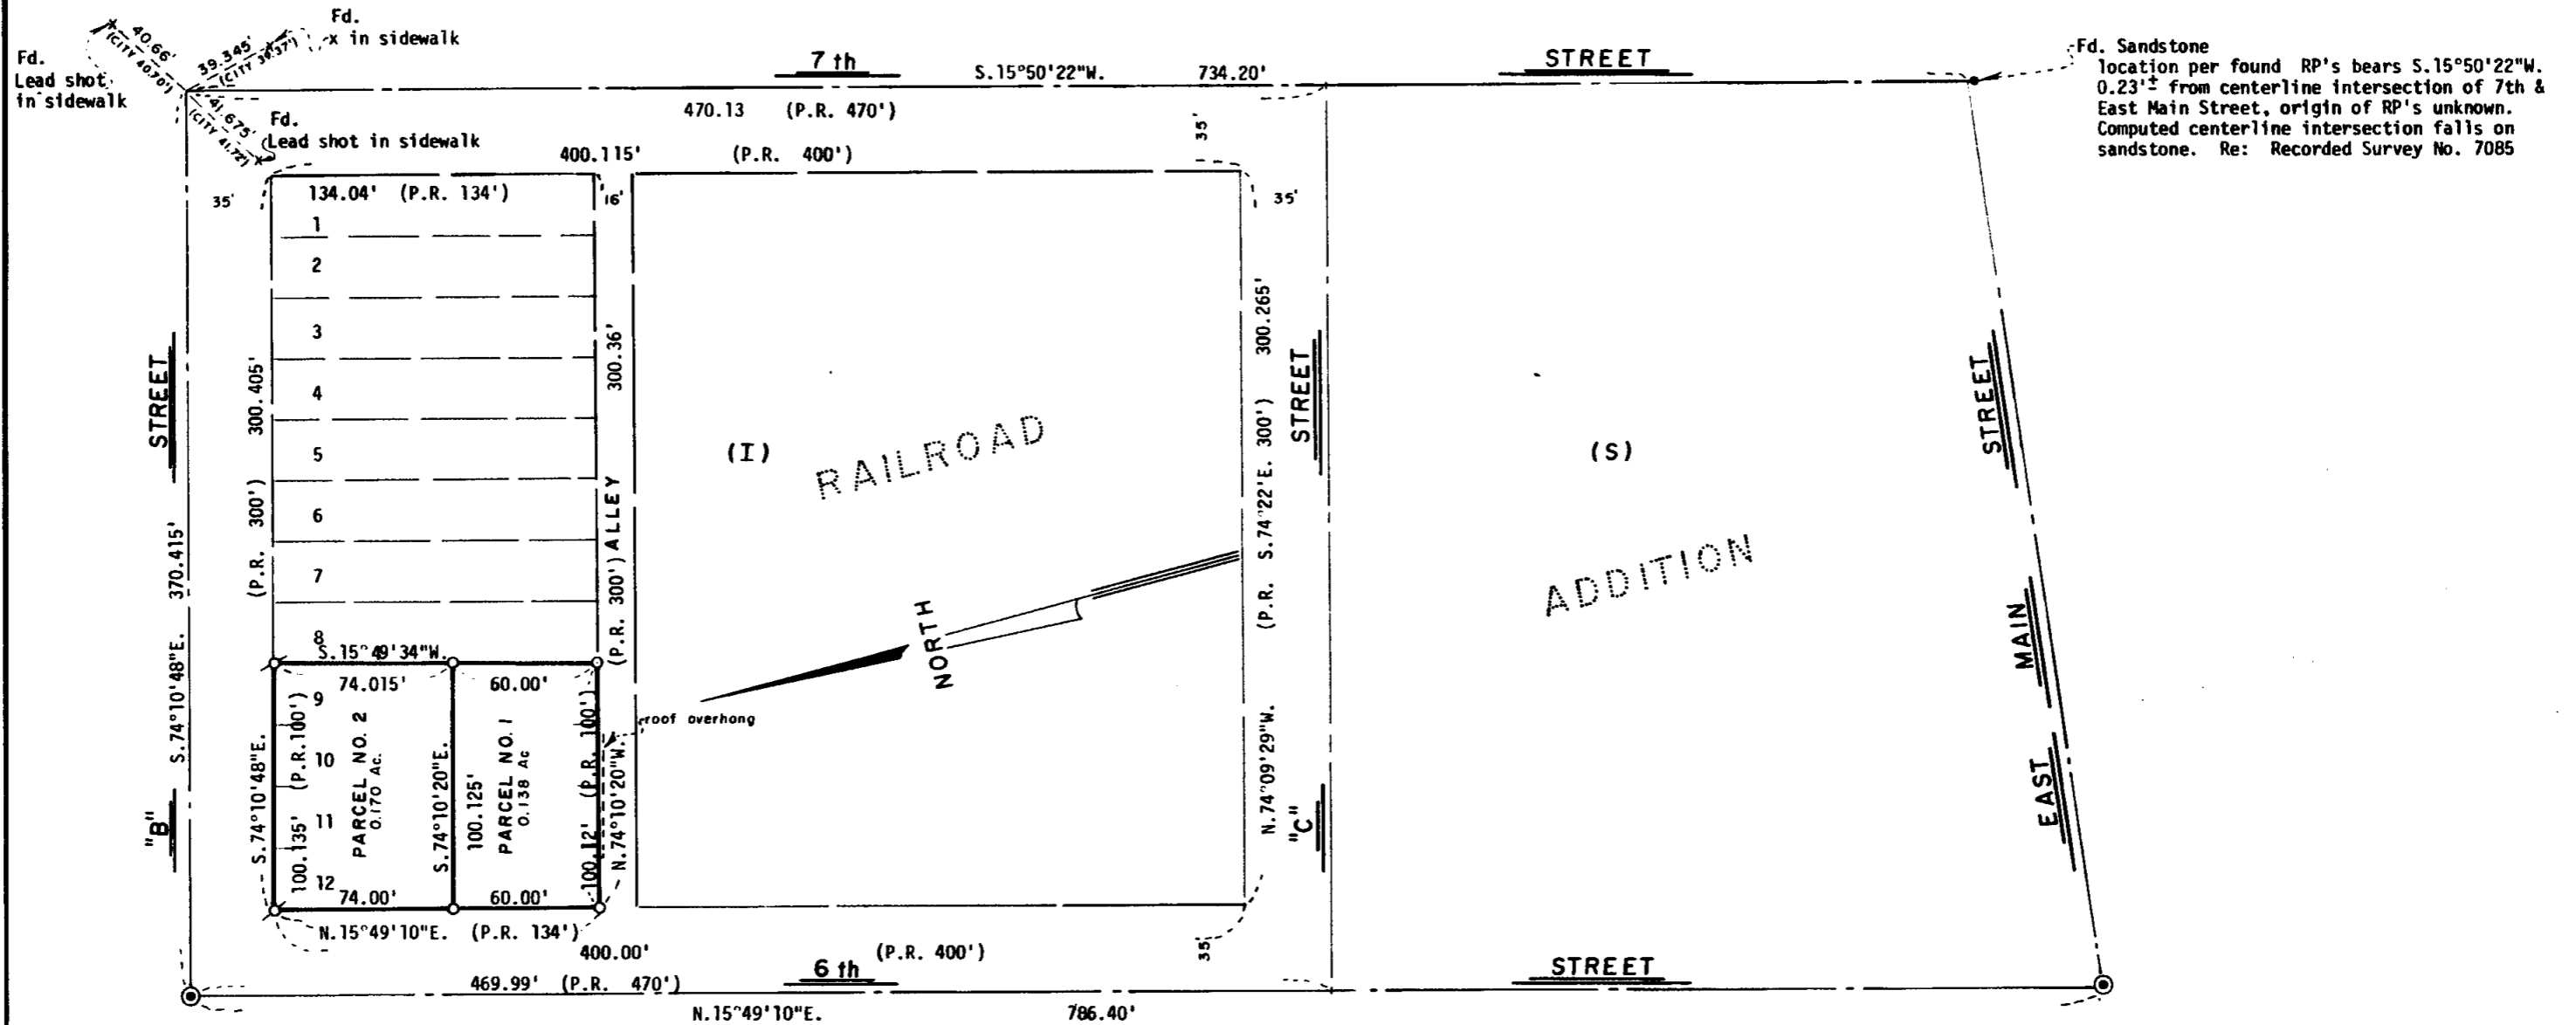 Fd.
x in sidewalk
40.66'
(CITY 40.70')
39.345'
(CITY 39.37')
Fd.
Lead shot
in sidewalk
41.675'
(CITY 41.72')
Fd.
Lead shot in sidewalk
7 th
STREET
S.15°50'22"W.
734.20'
470.13 (P.R. 470')
400.115' (P.R. 400')
35'
Fd. Sandstone
location per found RP's bears S.15°50'22"W.
0.23'± from centerline intersection of 7th &
East Main Street, origin of RP's unknown.
Computed centerline intersection falls on
sandstone. Re: Recorded Survey No. 7085
35'
134.04' (P.R. 134')
16'
35'
1
2
3
4
5
6
7
8
"B"
STREET
S.74°10'48"E. 370.415'
(P.R. 300') 300.405'
(P.R. 300') ALLEY
300.36'
(I)
RAILROAD
(P.R. S.74°22'E. 300') 300.265'
N.74°09'29"W.
"C"
STREET
(S)
ADDITION
NORTH
EAST
MAIN
STREET
S.15°49'34"W.
74.015'
60.00'
9
10
11
12
S.74°10'48"E.
100.135'
(P.R.100')
PARCEL NO. 2
0.170 Ac.
S.74°10'20"E.
100.125'
PARCEL NO. 1
0.138 Ac
100.12'
(P.R. 100')
N.74°10'20"W.
roof overhong
74.00'
60.00'
N.15°49'10"E. (P.R. 134')
400.00'
(P.R. 400')
35'
469.99' (P.R. 470')
6 th
STREET
N.15°49'10"E.
786.40'